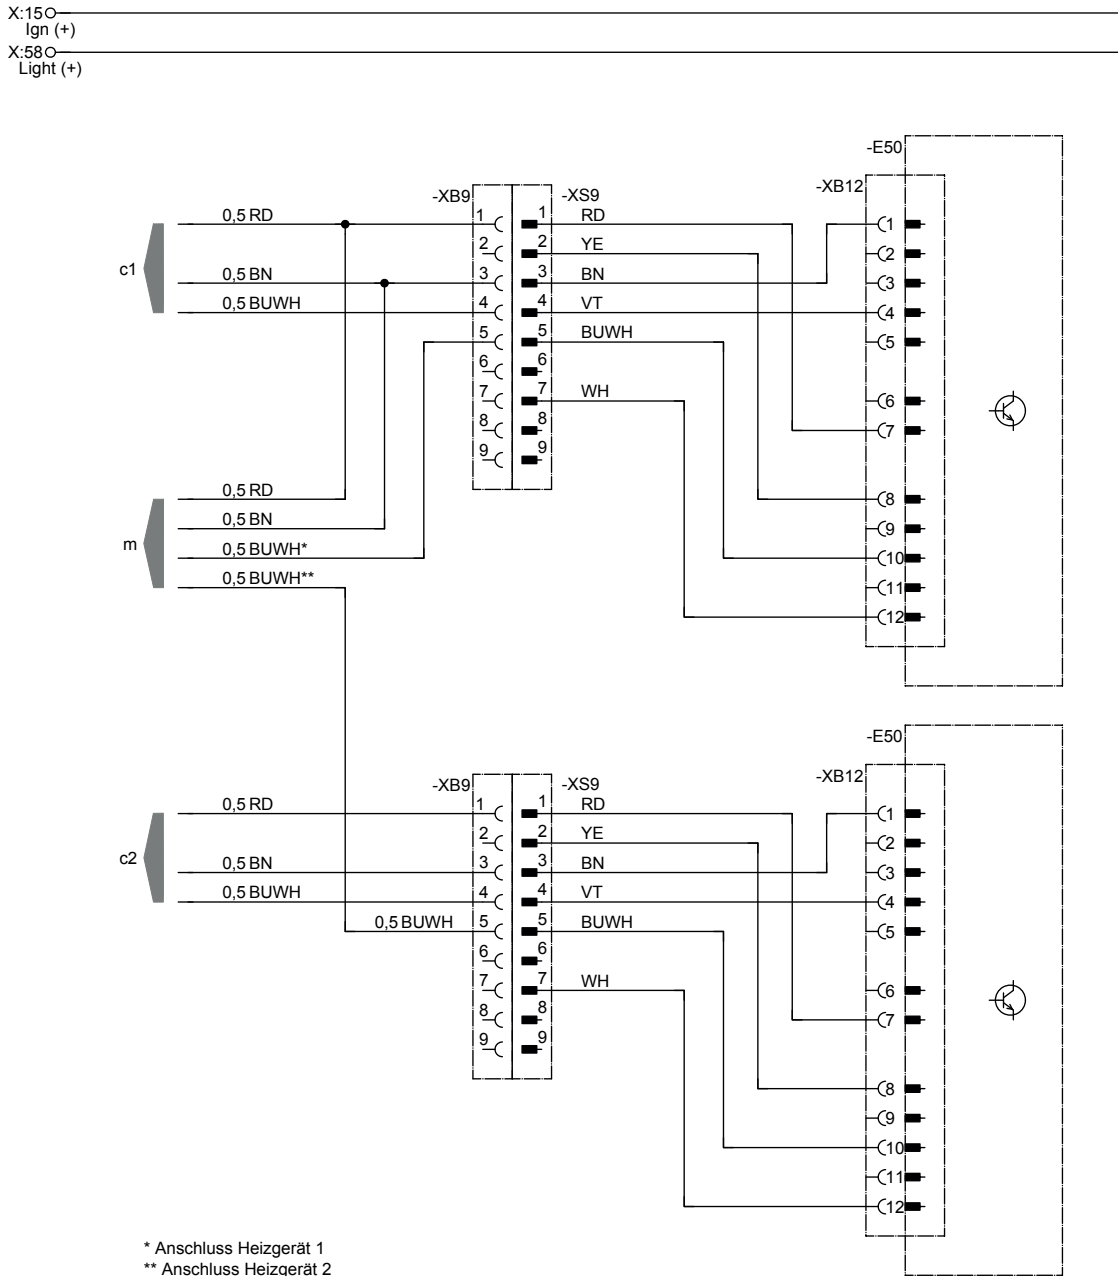 X:15
Ign (+)
X:58
Light (+)
-E50
-XB12
-XB9
-XS9
0,5 RD
1
1
RD
1
2
2
YE
2
c1
0,5 BN
3
3
BN
3
0,5 BUWH
4
4
VT
4
5
5
BUWH
5
6
6
7
7
WH
6
8
8
7
9
9
0,5 RD
8
0,5 BN
9
m
0,5 BUWH*
10
0,5 BUWH**
11
12
-E50
-XB12
-XB9
-XS9
0,5 RD
1
1
RD
1
2
2
YE
2
c2
0,5 BN
3
3
BN
3
0,5 BUWH
4
4
VT
4
0,5 BUWH
5
5
BUWH
5
6
6
7
7
WH
6
8
8
7
9
9
8
9
10
11
12
* Anschluss Heizgerät 1
** Anschluss Heizgerät 2